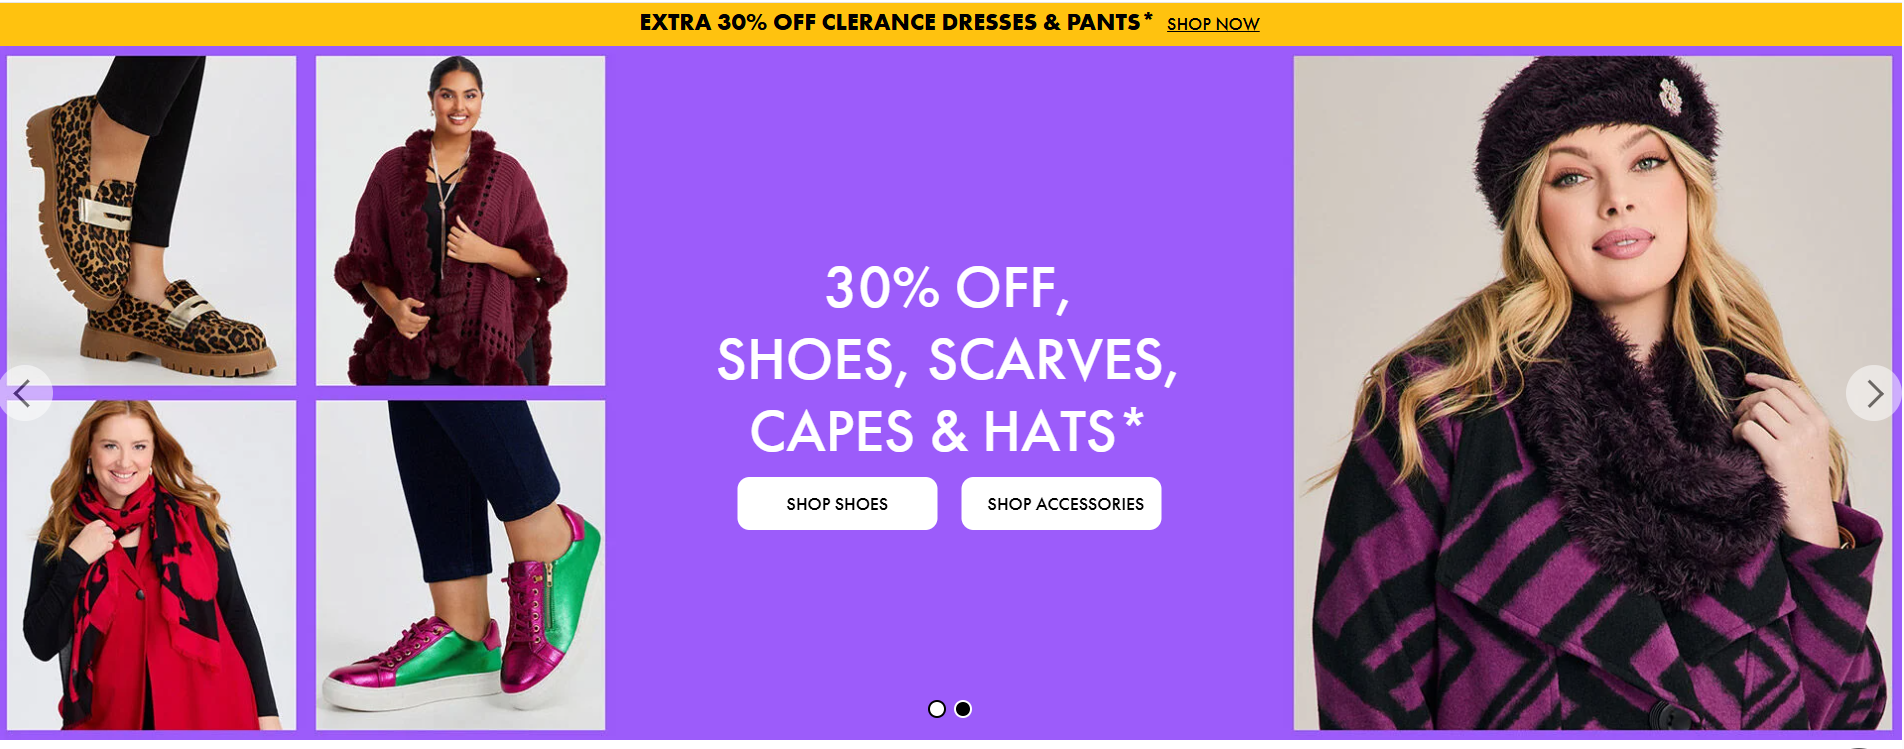 EXTRA 30% OFF CLERANCE DRESSES & PANTS* SHOP NOW
30% OFF,
SHOES, SCARVES,
CAPES & HATS*
SHOP SHOES
SHOP ACCESSORIES